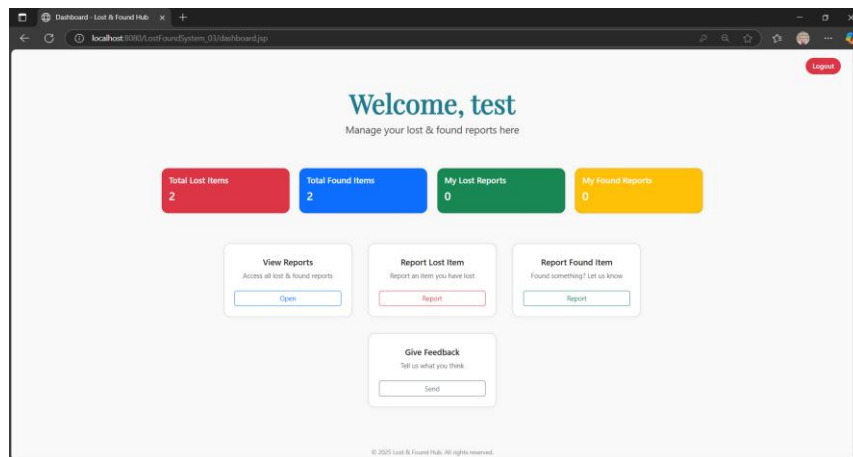 Dashboard - Lost & Found Hub
localhost:8080/LostFoundSystem_03/dashboard.jsp
Logout
Welcome, test
Manage your lost & found reports here
Total Lost Items
2
Total Found Items
2
My Lost Reports
0
My Found Reports
0
View Reports
Access all lost & found reports
Open
Report Lost Item
Report an item you have lost
Report
Report Found Item
Found something? Let us know
Report
Give Feedback
Tell us what you think
Send
© 2025 Lost & Found Hub. All rights reserved.